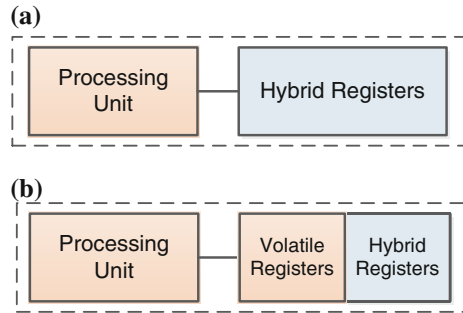 (a)
Processing
Unit
Hybrid Registers
(b)
Processing
Unit
Volatile
Registers
Hybrid
Registers